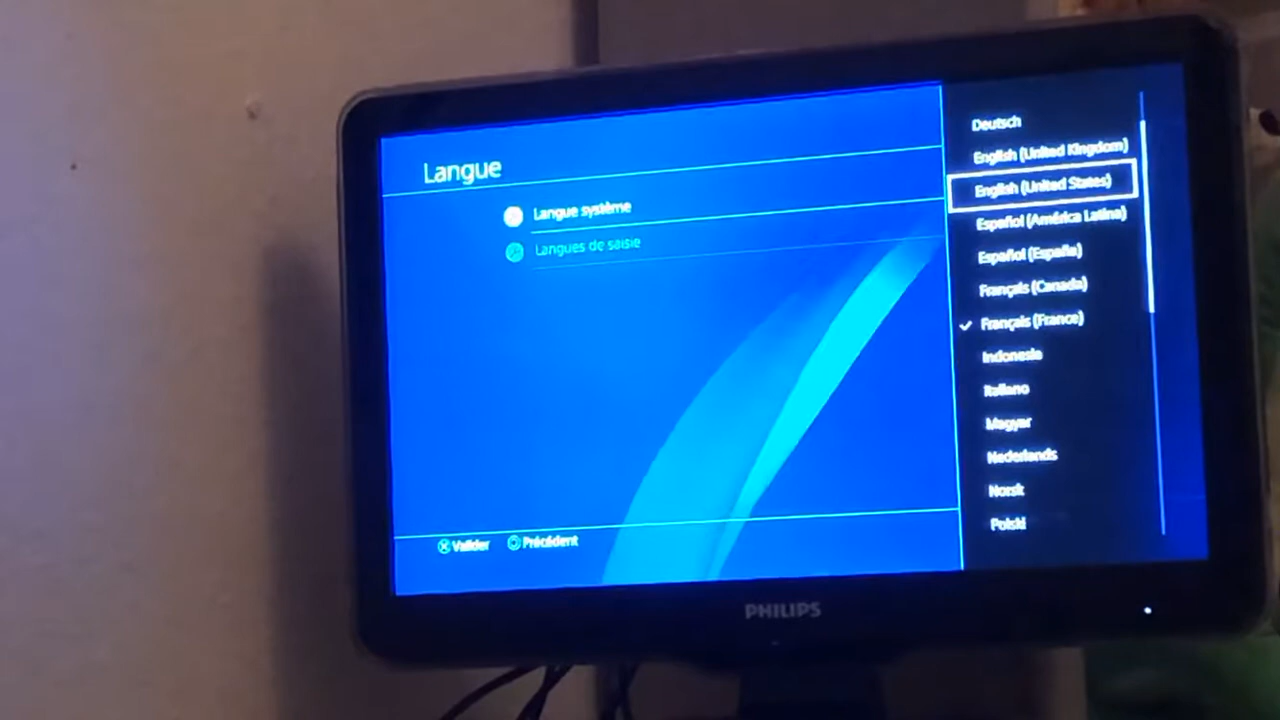 Langue
Langue système
Langues de saisie
Deutsch
English (United Kingdom)
English (United States)
Español (América Latina)
Español (España)
Français (Canada)
Français (France)
Indonesia
Italiano
Magyar
Nederlands
Norsk
Polski
Valider
Précédent
PHILIPS